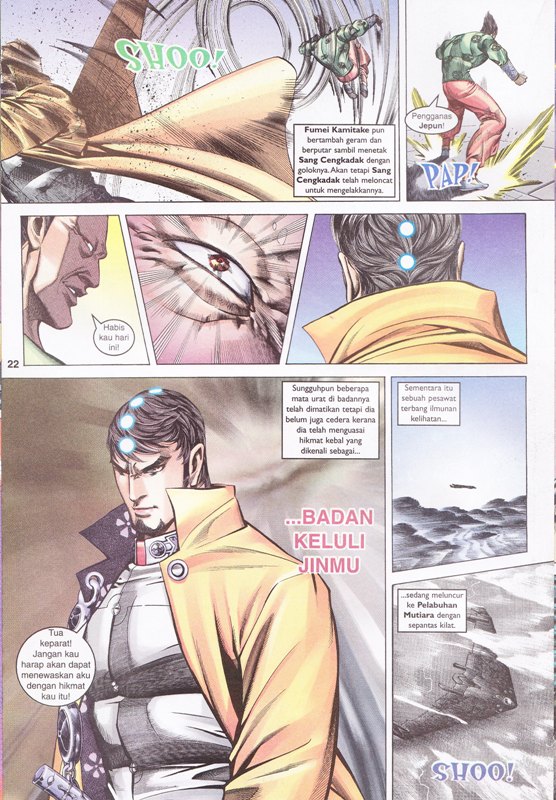 SHOO!
Fumei Kamitake pun
bertambah geram dan
berputar sambil menetak
Sang Cengkadak dengan
goloknya. Akan tetapi Sang
Cengkadak telah meloncat
untuk mengelakkannya.
Pengganas
Jepun!
PAP!
Habis
kau hari
ini!
22
Sungguhpun beberapa
mata urat di badannya
telah dimatikan tetapi dia
belum juga cedera kerana
dia telah menguasai
hikmat kebal yang
dikenali sebagai...
...BADAN
KELULI
JINMU
Tua
keparat!
Jangan kau
harap akan dapat
menewaskan aku
dengan hikmat
kau itu!
Sementara itu
sebuah pesawat
terbang ilmunan
kelihatan...
...sedang meluncur
ke Pelabuhan
Mutiara dengan
sepantas kilat.
SHOO!